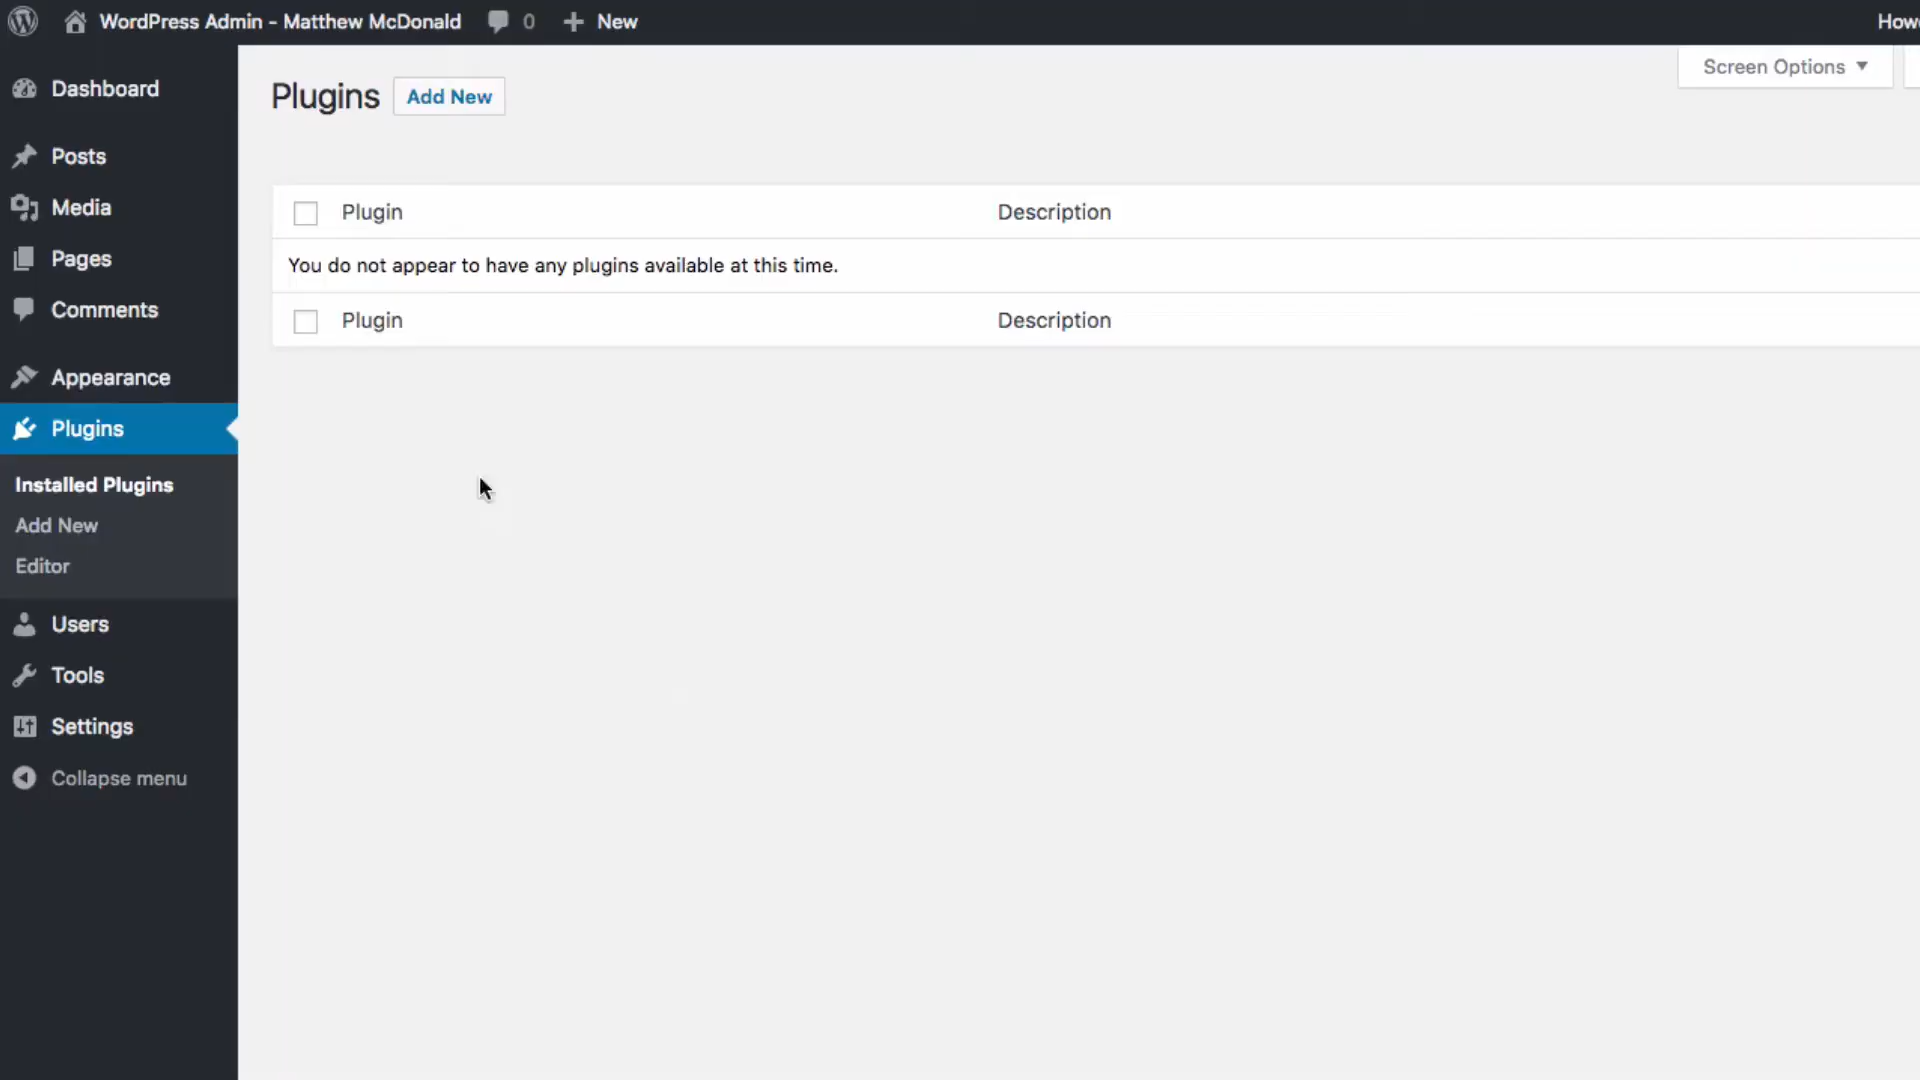 WordPress Admin - Matthew McDonald 0 New
Screen Options
Plugins Add New
Dashboard
Posts
Media
Pages
Comments
Appearance
Plugins
Installed Plugins
Add New
Editor
Users
Tools
Settings
Collapse menu
Plugin Description
You do not appear to have any plugins available at this time.
Plugin Description